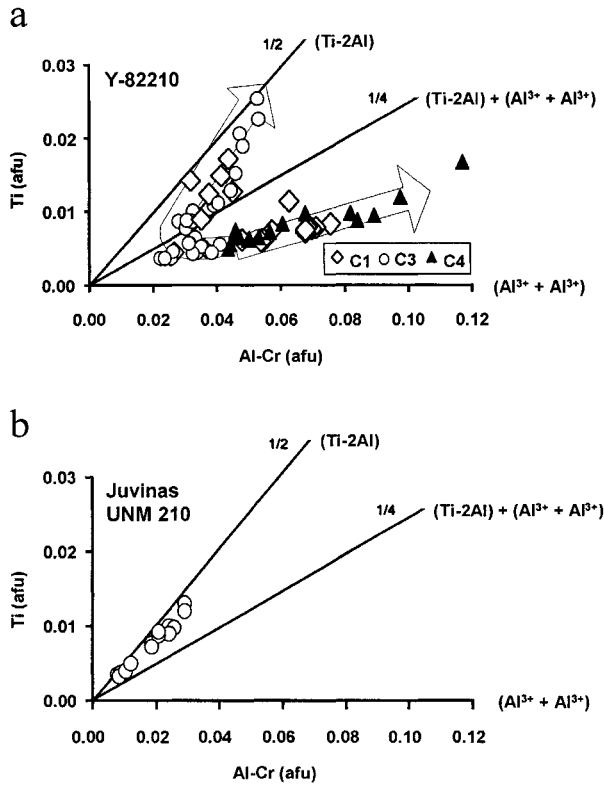 a
1/2 (Ti-2Al)
0.03
Y-82210
1/4 (Ti-2Al) + (Al³⁺ + Al³⁺)
0.02
Ti (afu)
0.01
◇ C1 ○ C3 ▲ C4
0.00
(Al³⁺ + Al³⁺)
0.00 0.02 0.04 0.06 0.08 0.10 0.12
Al-Cr (afu)
b
1/2 (Ti-2Al)
0.03
Juvinas
UNM 210
1/4 (Ti-2Al) + (Al³⁺ + Al³⁺)
0.02
Ti (afu)
0.01
0.00
(Al³⁺ + Al³⁺)
0.00 0.02 0.04 0.06 0.08 0.10 0.12
Al-Cr (afu)